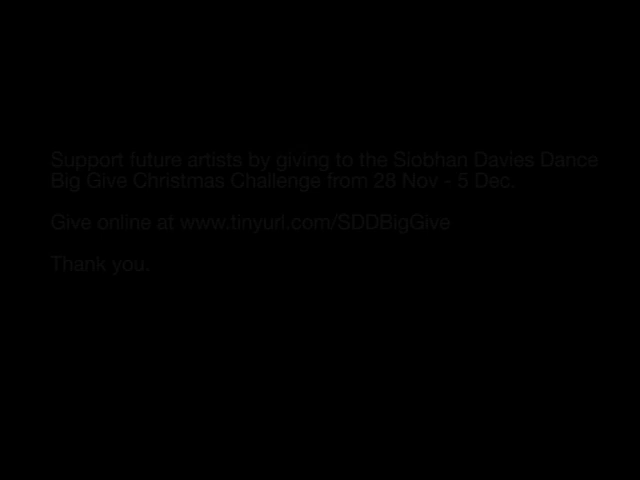 Support future artists by giving to the Siobhan Davies Dance
Big Give Christmas Challenge from 28 Nov - 5 Dec.
Give online at www.tinyurl.com/SDDBigGive
Thank you.